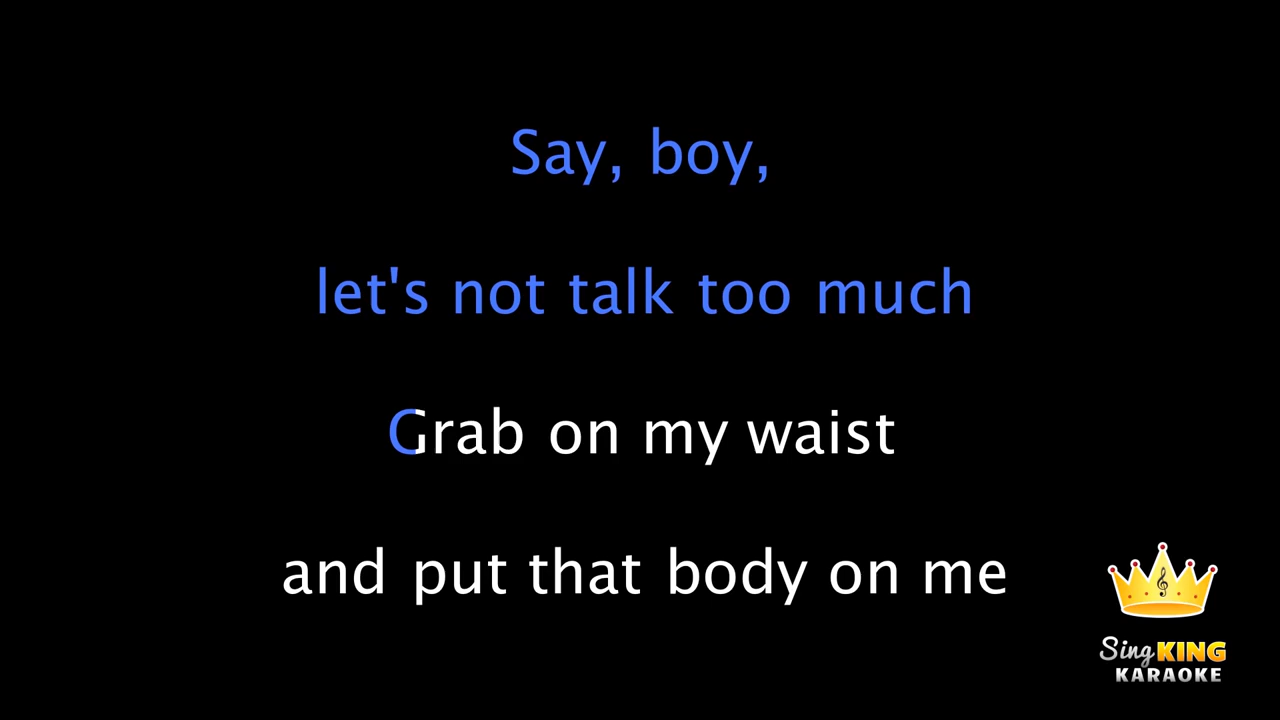 Say, boy,
let's not talk too much
Grab on my waist
and put that body on me
Sing KING
KARAOKE